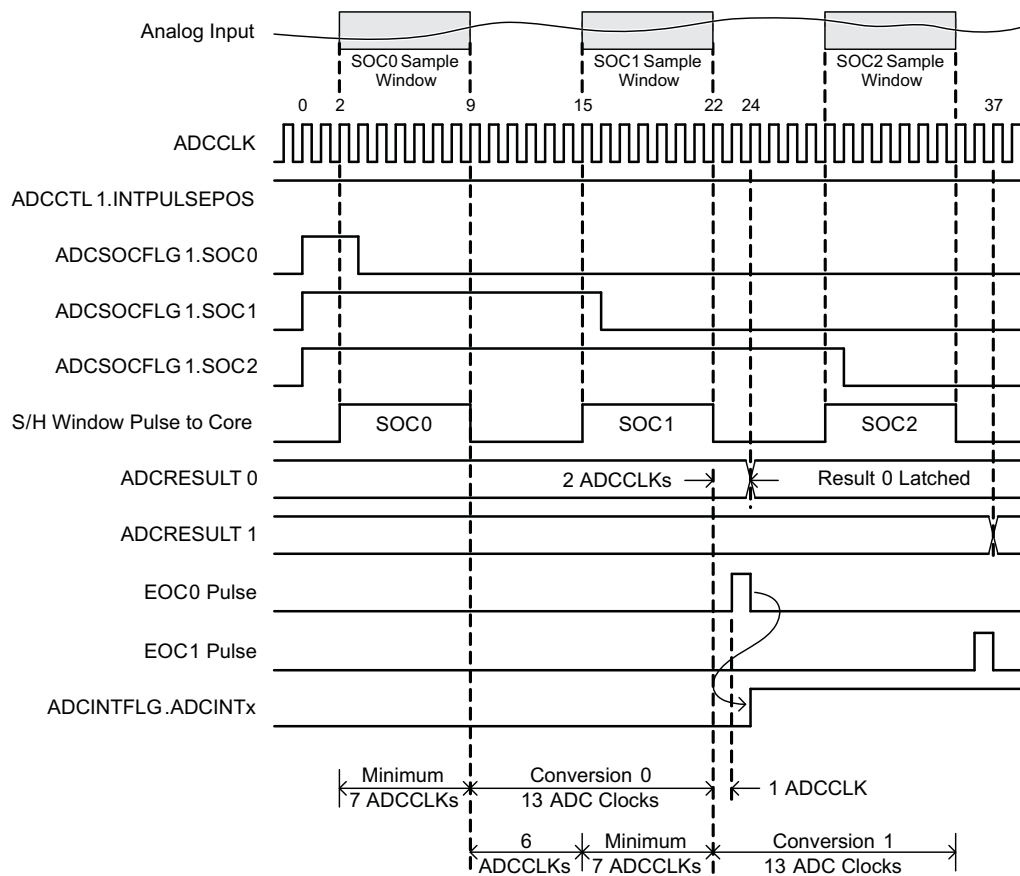 Analog Input
SOC0 Sample
Window
SOC1 Sample
Window
SOC2 Sample
Window
0 2 9 15 22 24 37
ADCCLK
ADCCTL 1.INTPULSEPOS
ADCSOCFLG 1.SOC0
ADCSOCFLG 1.SOC1
ADCSOCFLG 1.SOC2
S/H Window Pulse to Core SOC0 SOC1 SOC2
ADCRESULT 0 2 ADCCLKs Result 0 Latched
ADCRESULT 1
EOC0 Pulse
EOC1 Pulse
ADCINTFLG.ADCINTx
Minimum
7 ADCCLKs
Conversion 0
13 ADC Clocks
1 ADCCLK
6
ADCCLKs
Minimum
7 ADCCLKs
Conversion 1
13 ADC Clocks